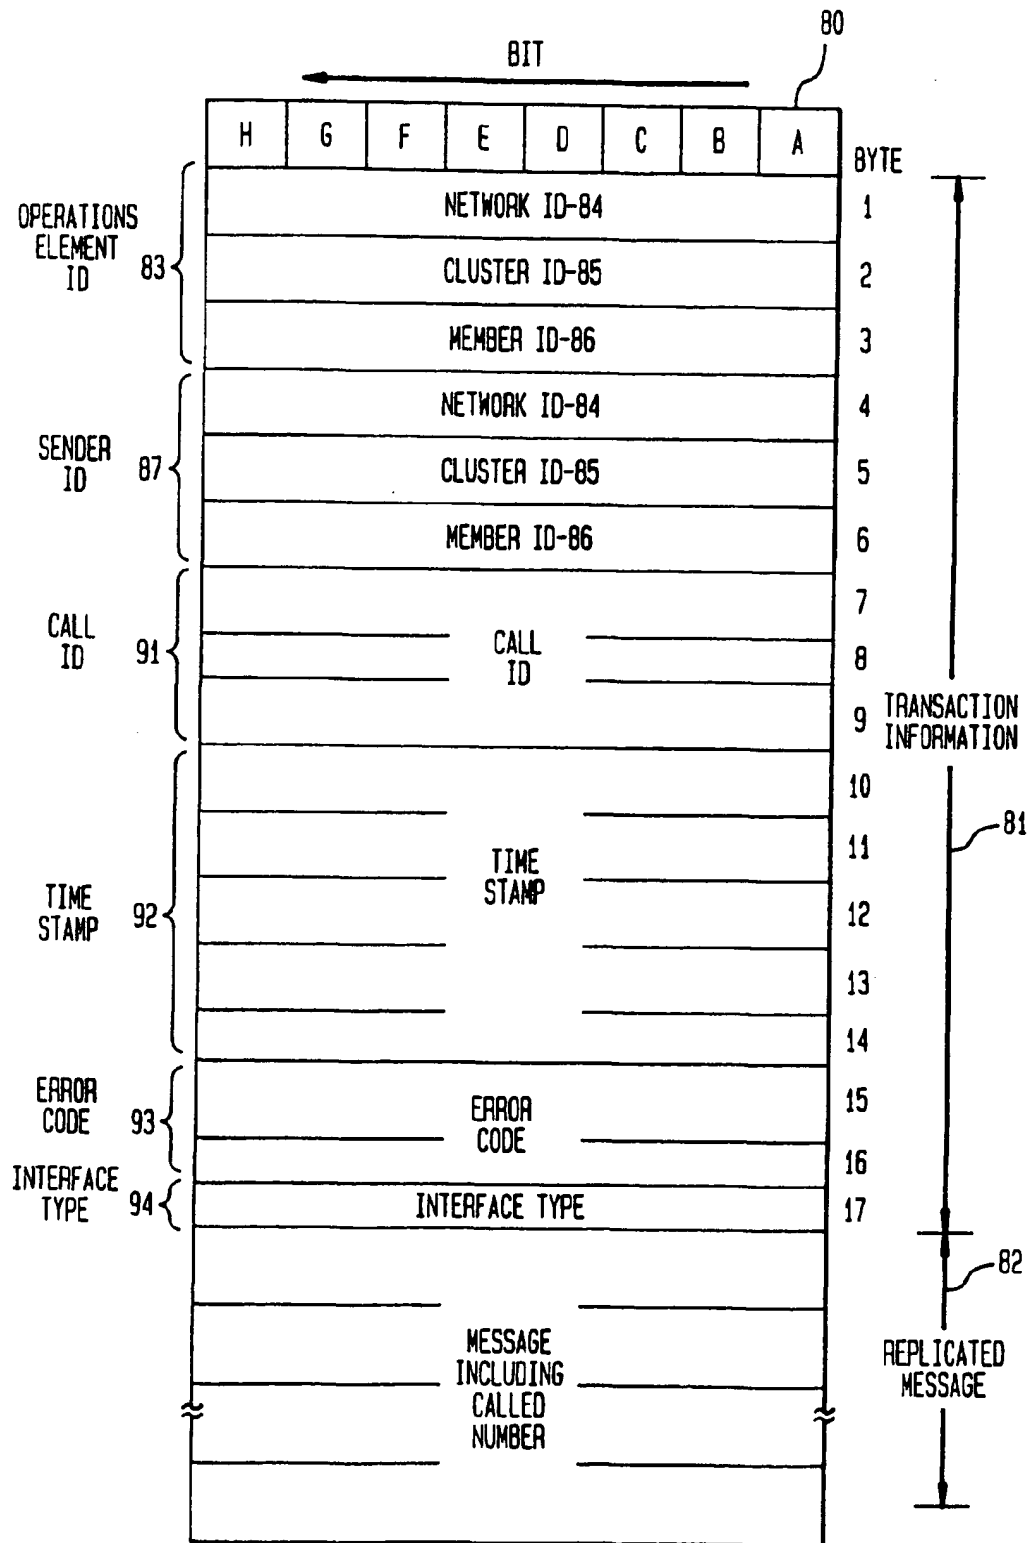 80
BIT
H G F E D C B A
BYTE
OPERATIONS
ELEMENT
ID
83
NETWORK ID-84
1
CLUSTER ID-85
2
MEMBER ID-86
3
SENDER
ID
87
NETWORK ID-84
4
CLUSTER ID-85
5
MEMBER ID-86
6
CALL
ID
91
CALL
ID
7
8
9
TRANSACTION
INFORMATION
81
TIME
STAMP
92
TIME
STAMP
10
11
12
13
14
ERROR
CODE
93
ERROR
CODE
15
16
INTERFACE
TYPE
94
INTERFACE TYPE
17
82
MESSAGE
INCLUDING
CALLED
NUMBER
REPLICATED
MESSAGE